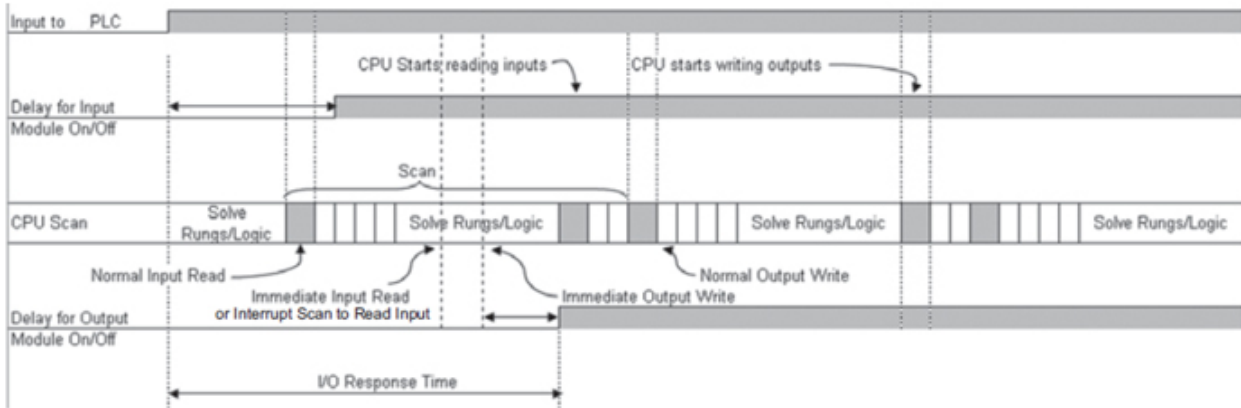 Input to PLC
CPU Starts reading inputs
CPU starts writing outputs
Delay for Input
Module On/Off
Scan
CPU Scan
Solve
Rungs/Logic
Solve Rungs/Logic
Solve Rungs/Logic
Solve Rungs/Logic
Normal Input Read
Normal Output Write
Immediate Input Read
or Interrupt Scan to Read Input
Immediate Output Write
Delay for Output
Module On/Off
I/O Response Time